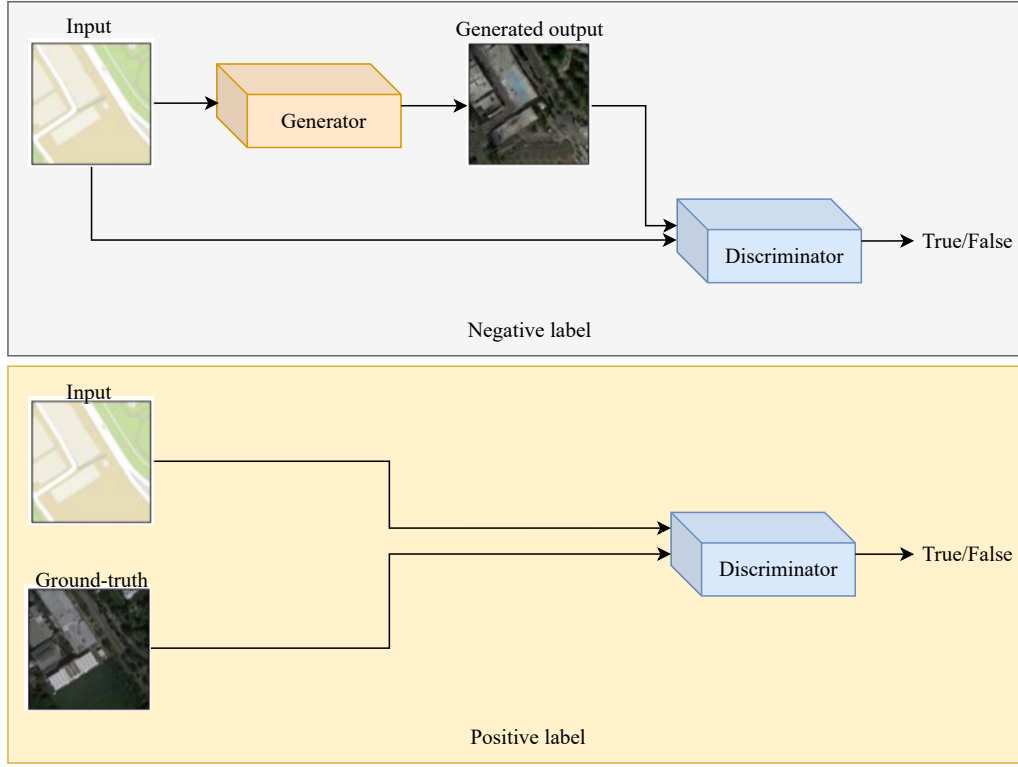 Input
Generated output
Generator
Discriminator
True/False
Negative label
Input
Ground-truth
Discriminator
True/False
Positive label